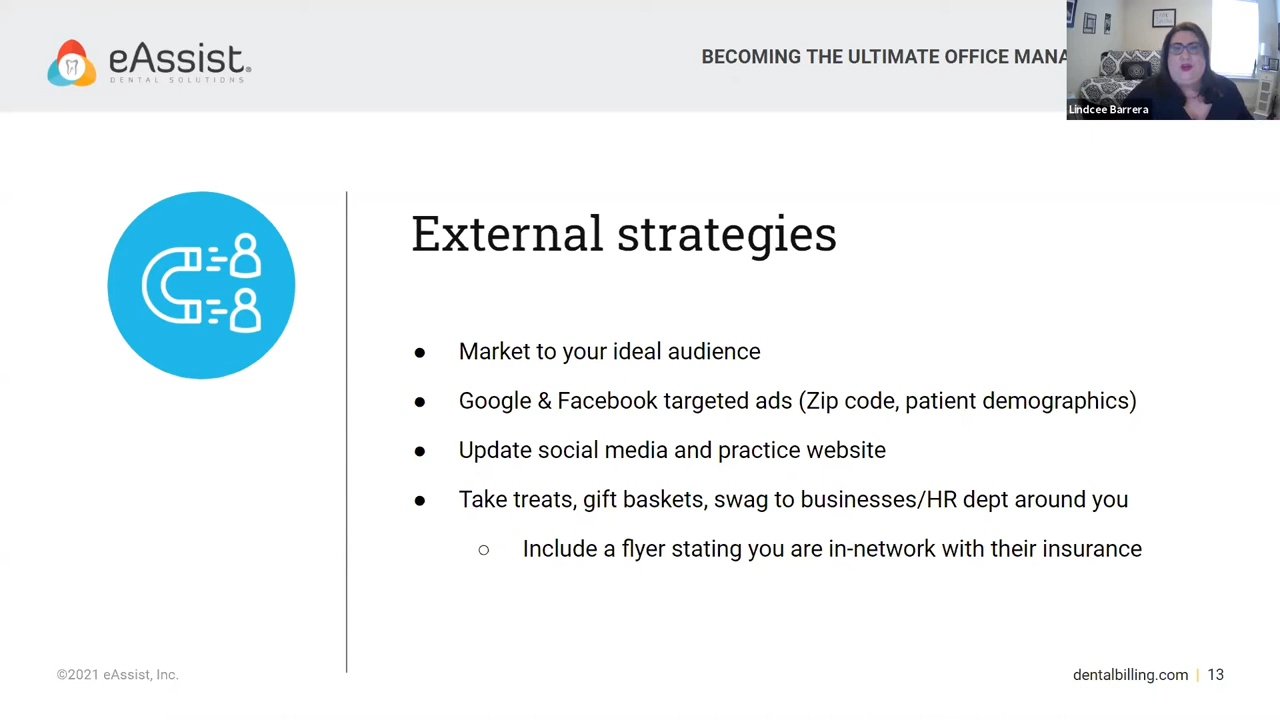 eAssist.
DENTAL SOLUTIONS
BECOMING THE ULTIMATE OFFICE MANA
Lindcee Barrera
External strategies
● Market to your ideal audience
● Google & Facebook targeted ads (Zip code, patient demographics)
● Update social media and practice website
● Take treats, gift baskets, swag to businesses/HR dept around you
○ Include a flyer stating you are in-network with their insurance
©2021 eAssist, Inc.
dentalbilling.com | 13